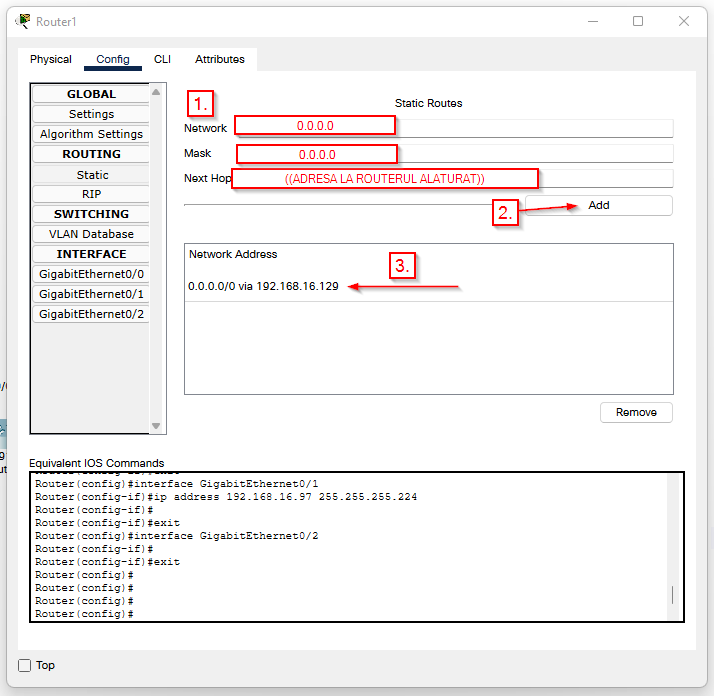 Router1
Physical Config CLI Attributes
GLOBAL
Settings
Algorithm Settings
ROUTING
Static
RIP
SWITCHING
VLAN Database
INTERFACE
GigabitEthernet0/0
GigabitEthernet0/1
GigabitEthernet0/2
1.
Static Routes
Network 0.0.0.0
Mask 0.0.0.0
Next Hop ((ADRESA LA ROUTERUL ALATURAT))
2. Add
Network Address
3.
0.0.0.0/0 via 192.168.16.129
Remove
Equivalent IOS Commands
Router(config)#interface GigabitEthernet0/1
Router(config-if)#ip address 192.168.16.97 255.255.255.224
Router(config-if)#
Router(config-if)#exit
Router(config)#interface GigabitEthernet0/2
Router(config-if)#
Router(config-if)#exit
Router(config)#
Router(config)#
Router(config)#
Router(config)#
Top